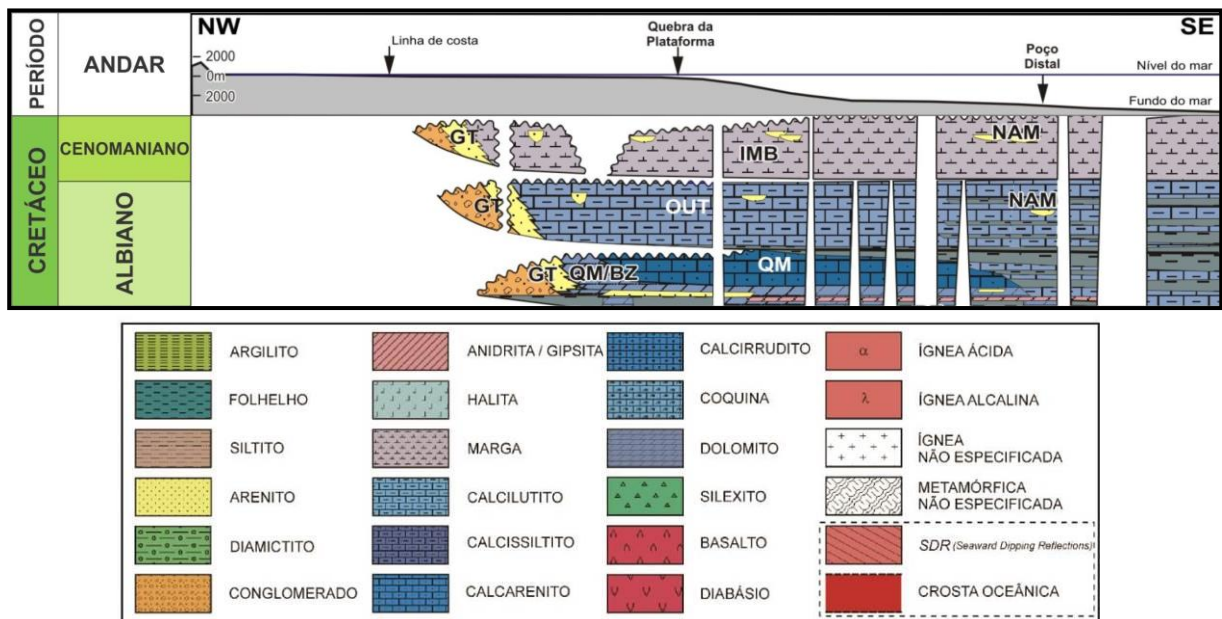 PERÍODO
ANDAR
NW
SE
Linha de costa
Quebra da
Plataforma
Poço
Distal
Nível do mar
Fundo do mar
2000
0m
2000
CRETÁCEO
CENOMANIANO
ALBIANO
GT
IMB
NAM
GT
OUT
NAM
GT
QM/BZ
QM
ARGILITO
FOLHELHO
SILTITO
ARENITO
DIAMICTITO
CONGLOMERADO
ANIDRITA / GIPSITA
HALITA
MARGA
CALCILUTITO
CALCISSILTITO
CALCARENITO
CALCIRRUDITO
COQUINA
DOLOMITO
SILEXITO
BASALTO
DIABÁSIO
α ÍGNEA ÁCIDA
λ ÍGNEA ALCALINA
ÍGNEA
NÃO ESPECIFICADA
METAMÓRFICA
NÃO ESPECIFICADA
SDR (Seaward Dipping Reflections)
CROSTA OCEÂNICA